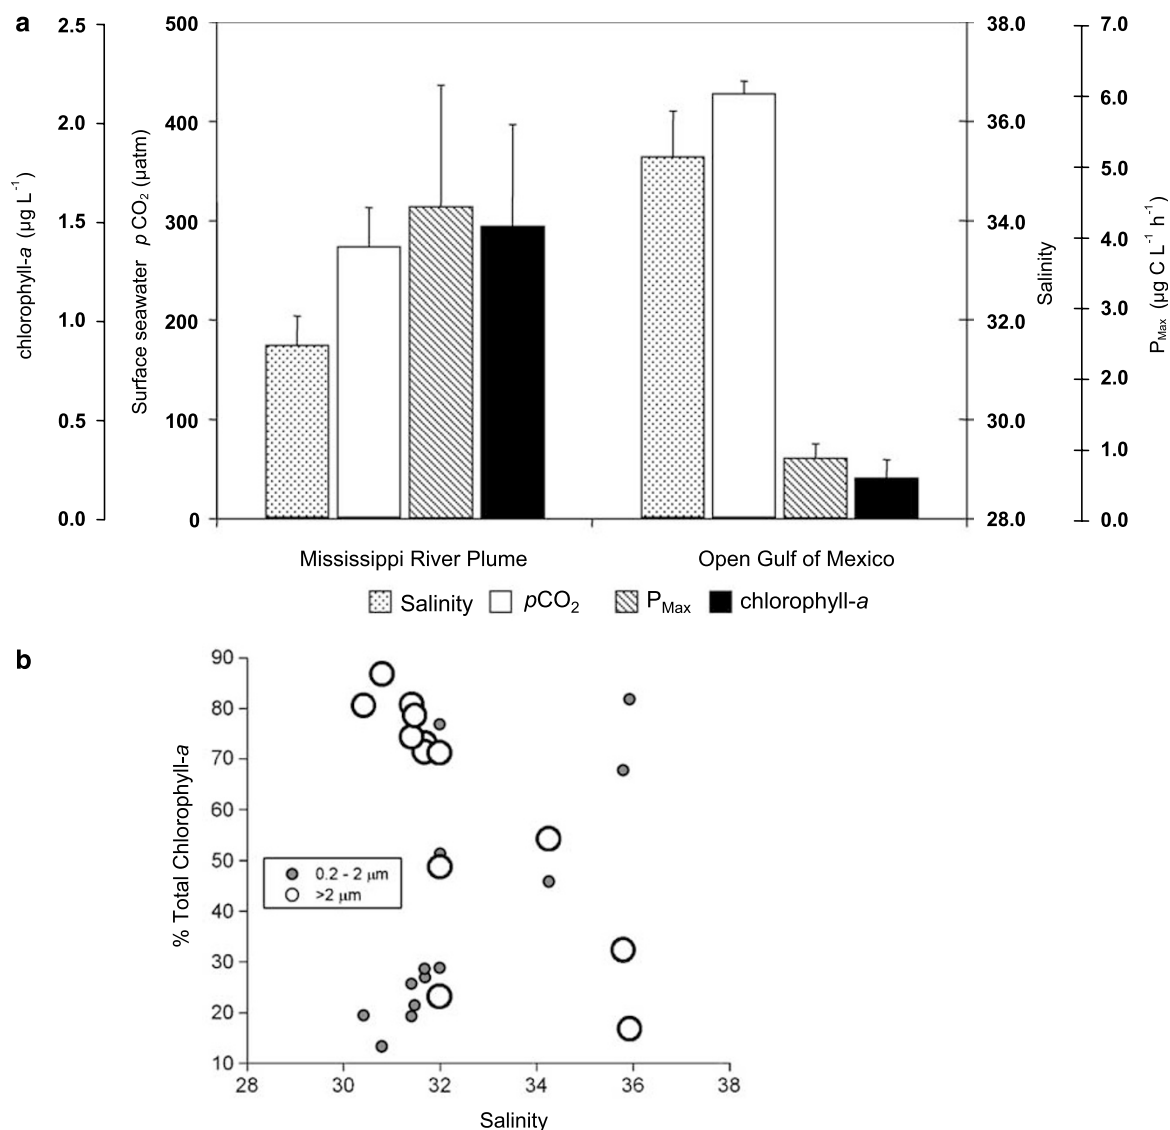 a
2.5
2.0
1.5
1.0
0.5
0.0
chlorophyll-a (µg L-1)
500
400
300
200
100
0
Surface seawater pCO2 (µatm)
38.0
36.0
34.0
32.0
30.0
28.0
Salinity
7.0
6.0
5.0
4.0
3.0
2.0
1.0
0.0
PMax (µg C L-1 h-1)
Mississippi River Plume Open Gulf of Mexico
Salinity pCO2 PMax chlorophyll-a
b
90
80
70
60
50
40
30
20
10
% Total Chlorophyll-a
0.2 - 2 µm
>2 µm
28 30 32 34 36 38
Salinity